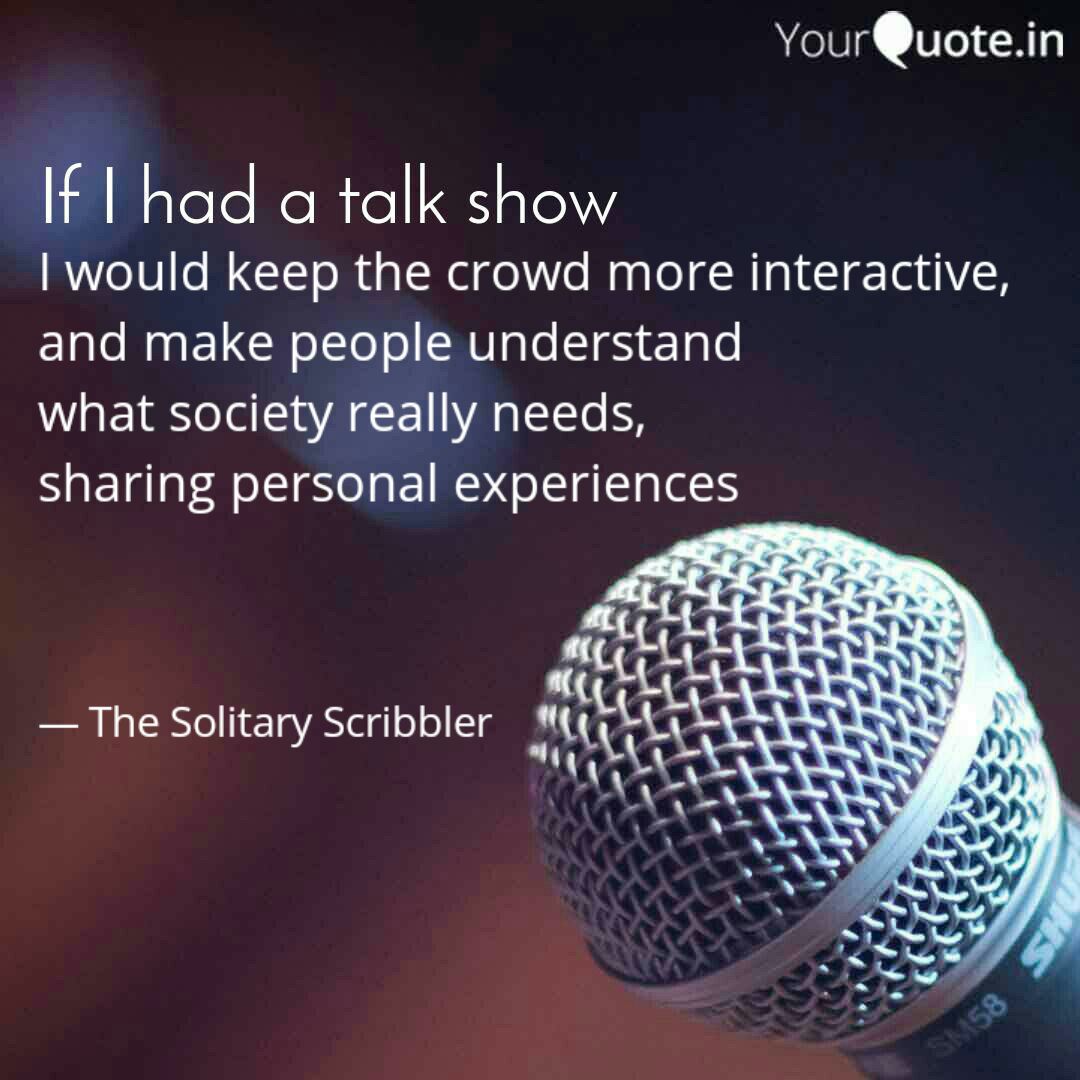 YourQuote.in
If I had a talk show
I would keep the crowd more interactive,
and make people understand
what society really needs,
sharing personal experiences
— The Solitary Scribbler
SM58